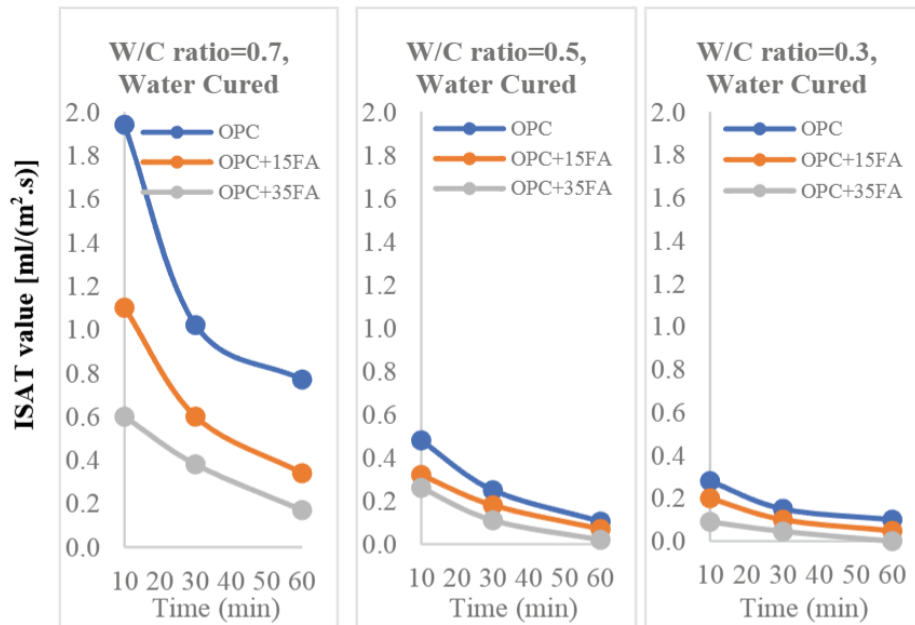 ISAT value [ml/(m².s)]
W/C ratio=0.7,
Water Cured
2.0
1.8
1.6
1.4
1.2
1.0
0.8
0.6
0.4
0.2
0.0
OPC
OPC+15FA
OPC+35FA
10 20 30 40 50 60
Time (min)
W/C ratio=0.5,
Water Cured
2.0
1.8
1.6
1.4
1.2
1.0
0.8
0.6
0.4
0.2
0.0
OPC
OPC+15FA
OPC+35FA
10 20 30 40 50 60
Time (min)
W/C ratio=0.3,
Water Cured
2.0
1.8
1.6
1.4
1.2
1.0
0.8
0.6
0.4
0.2
0.0
OPC
OPC+15FA
OPC+35FA
10 20 30 40 50 60
Time (min)